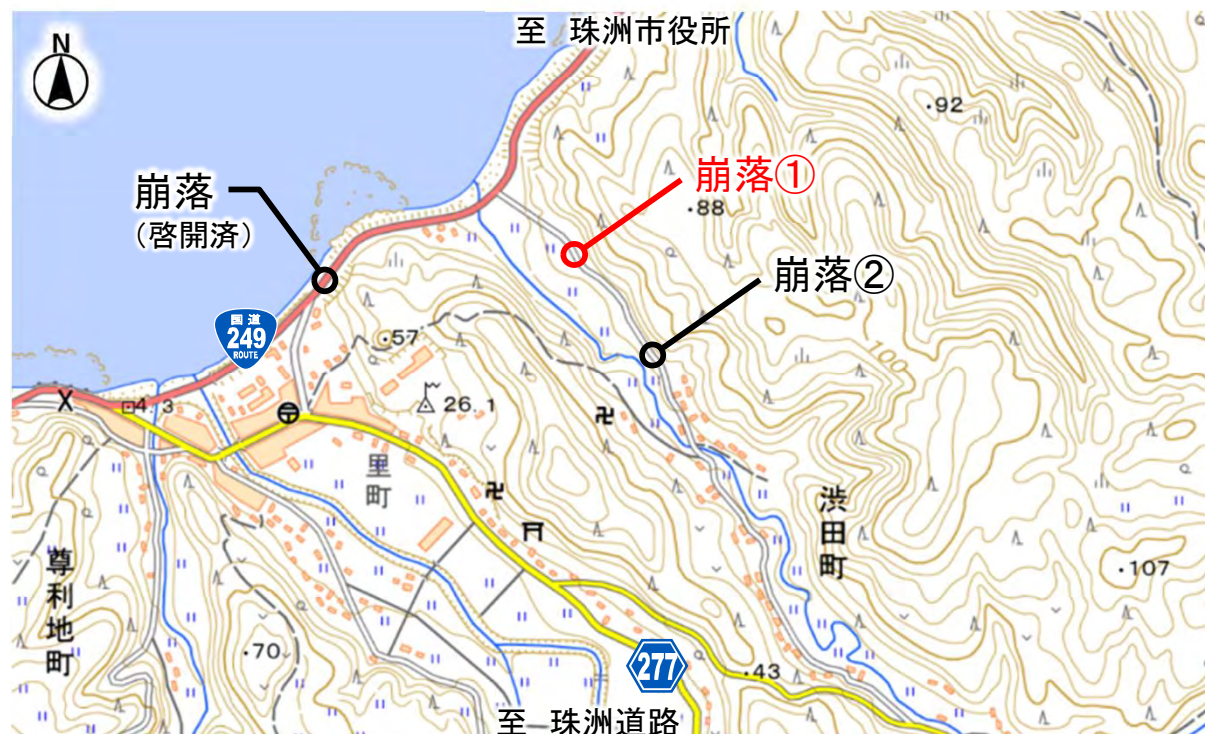 至 珠洲市役所
N
・92
崩落①
崩落
(啓開済)
・88
崩落②
国道
249
ROUTE
・57
100
4.3
26.1
里町
渋田町
尊利地町
・107
・70
277
・43
至 珠洲道路